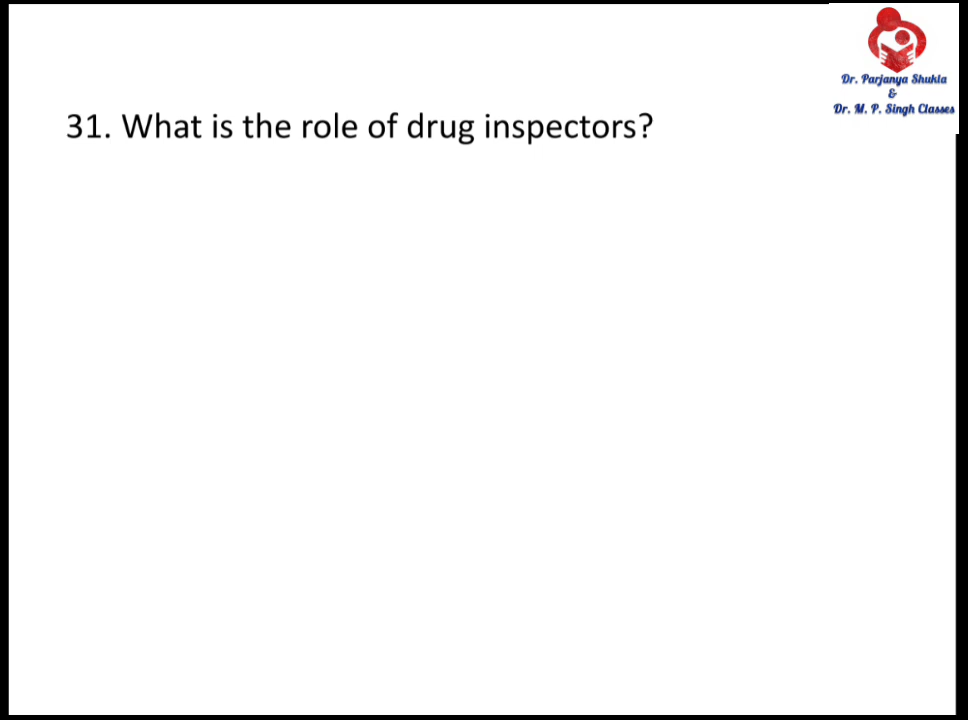 Dr. Parjanya Shukla
&
Dr. M. P. Singh Classes
31. What is the role of drug inspectors?